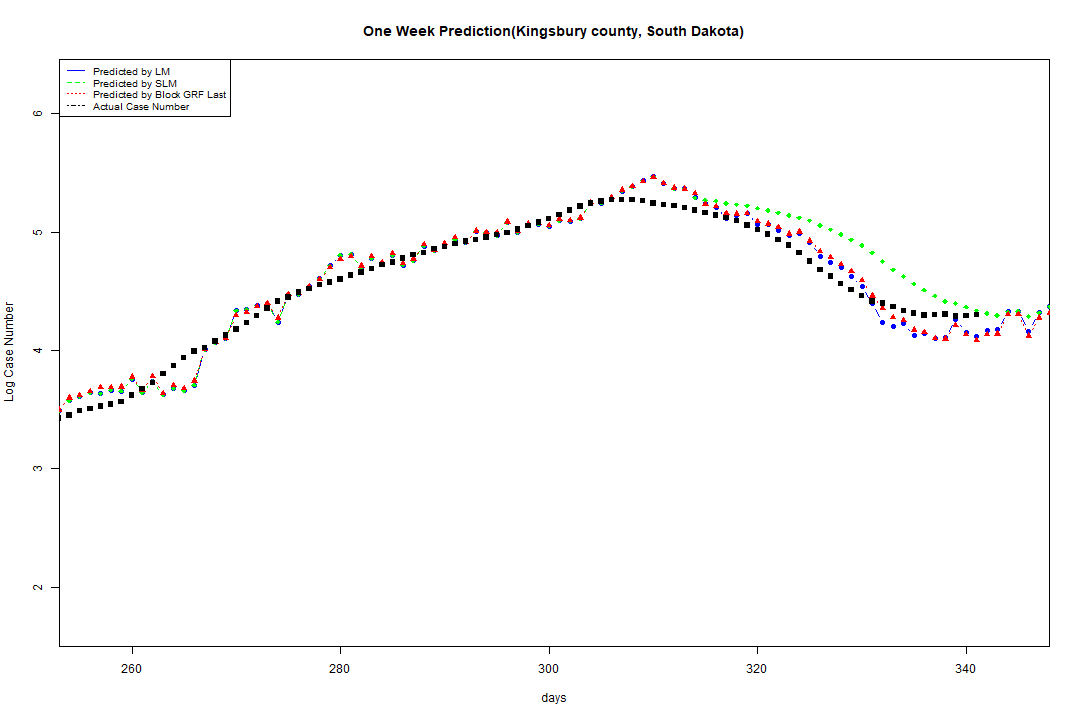 One Week Prediction(Kingsbury county, South Dakota)
Predicted by LM
Predicted by SLM
Predicted by Block GRF Last
Actual Case Number
Log Case Number
6
5
4
3
2
260 280 300 320 340
days